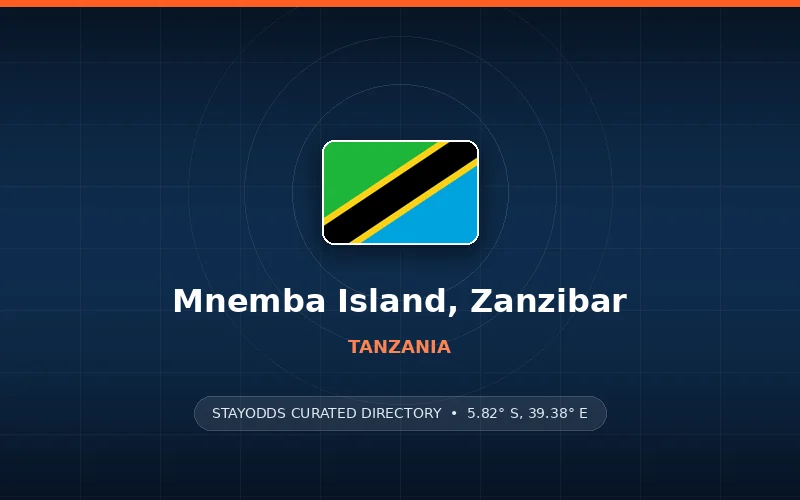 Mnemba Island, Zanzibar
TANZANIA
STAYODDS CURATED DIRECTORY • 5.82° S, 39.38° E